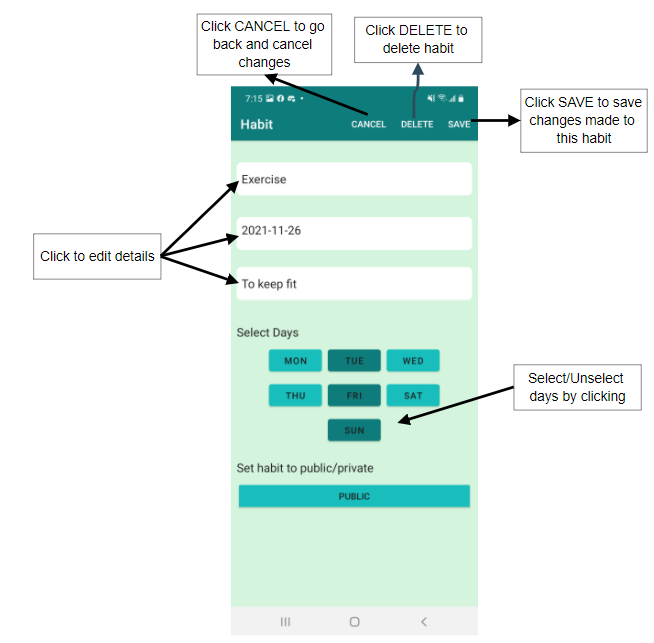 Click CANCEL to go
back and cancel
changes
Click DELETE to
delete habit
7:15
Habit
CANCEL
DELETE
SAVE
Click SAVE to save
changes made to
this habit
Exercise
2021-11-26
To keep fit
Click to edit details
Select Days
MON TUE WED
THU FRI SAT
SUN
Select/Unselect
days by clicking
Set habit to public/private
PUBLIC